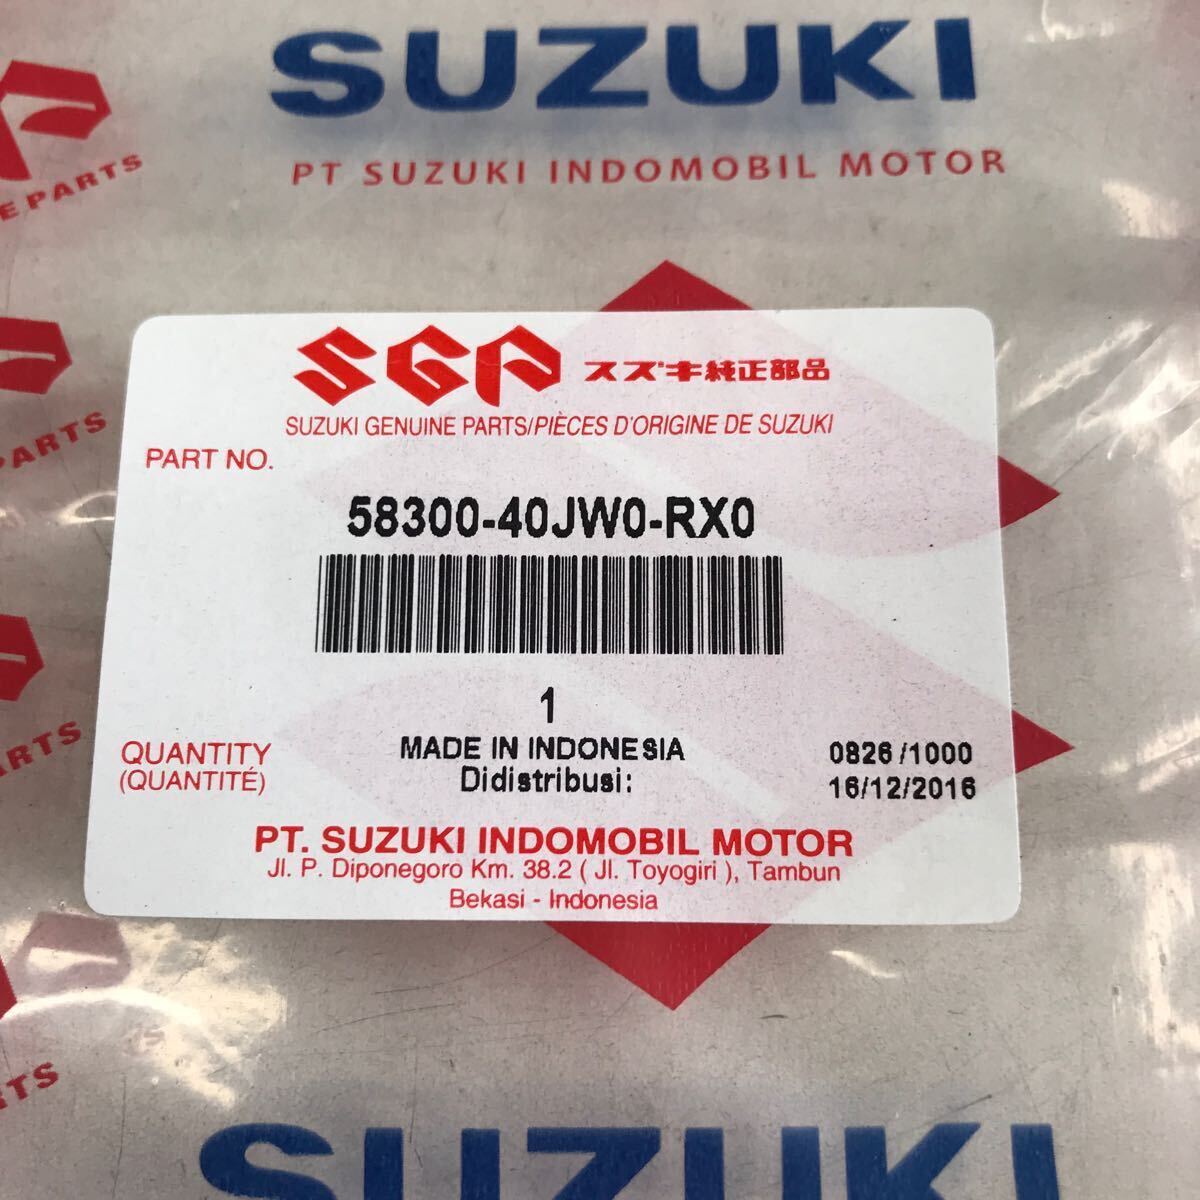 SUZUKI
PT SUZUKI INDOMOBIL MOTOR
E PARTS
PARTS
ARTS
RTS
SGP スズキ純正部品
SUZUKI GENUINE PARTS/PIÈCES D'ORIGINE DE SUZUKI
PART NO.
58300-40JW0-RX0
1
QUANTITY MADE IN INDONESIA 0826/1000
(QUANTITÉ) Didistribusi: 16/12/2016
PT. SUZUKI INDOMOBIL MOTOR
Jl. P. Diponegoro Km. 38.2 ( Jl. Toyogiri ), Tambun
Bekasi - Indonesia
SUZUKI